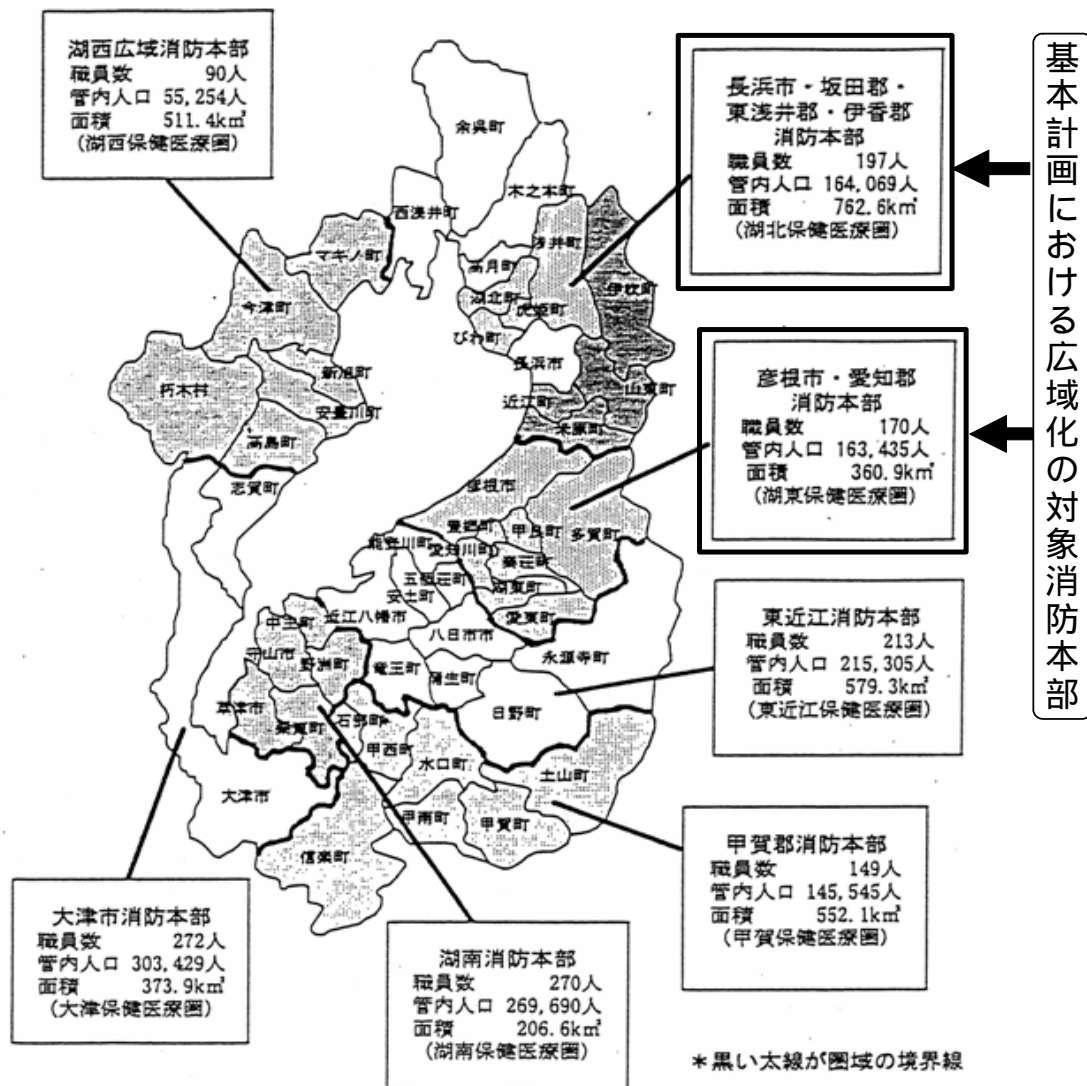 湖西広域消防本部
職員数 90人
管内人口 55,254人
面積 511.4k㎡
(湖西保健医療圏)
長浜市・坂田郡・
東浅井郡・伊香郡
消防本部
職員数 197人
管内人口 164,069人
面積 762.6k㎡
(湖北保健医療圏)
基本計画における広域化の対象消防本部
余呉町
木之本町
西浅井町
浅井町
マキノ町
高月町
伊吹町
今津町
湖北町
虎姫町
びわ町
長浜市
新旭町
朽木村
山東町
近江町
安曇川町
米原町
高島町
志賀町
彦根市・愛知郡
消防本部
職員数 170人
管内人口 163,435人
面積 360.9k㎡
(湖東保健医療圏)
彦根市
豊郷町
甲良町
多賀町
能登川町
愛知川町
秦荘町
五個荘町
湖東町
安土町
愛東町
近江八幡市
中主町
八日市市
永源寺町
守山市
野洲町
竜王町
蒲生町
日野町
草津市
栗東町
石部町
甲西町
水口町
土山町
大津市
甲南町
甲賀町
信楽町
東近江消防本部
職員数 213人
管内人口 215,305人
面積 579.3k㎡
(東近江保健医療圏)
甲賀郡消防本部
職員数 149人
管内人口 145,545人
面積 552.1k㎡
(甲賀保健医療圏)
大津市消防本部
職員数 272人
管内人口 303,429人
面積 373.9k㎡
(大津保健医療圏)
湖南消防本部
職員数 270人
管内人口 269,690人
面積 206.6k㎡
(湖南保健医療圏)
*黒い太線が圏域の境界線